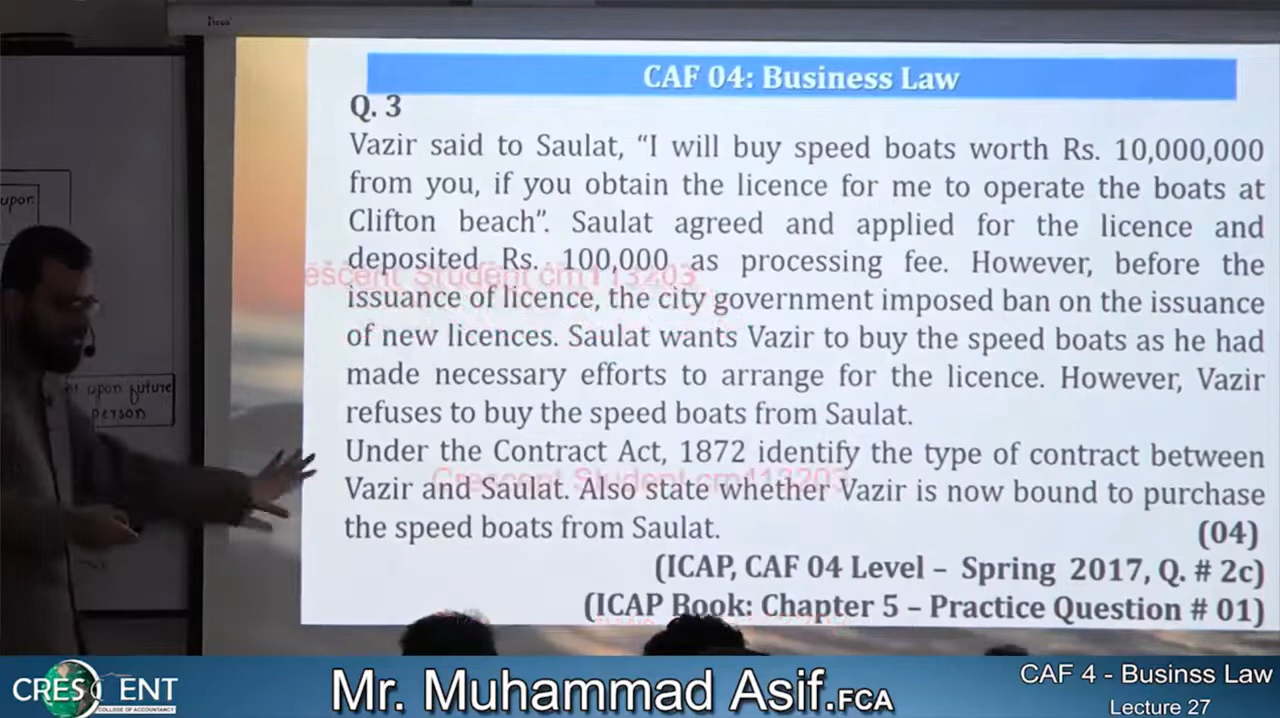 CAF 04: Business Law
Q. 3
Vazir said to Saulat, “I will buy speed boats worth Rs. 10,000,000
from you, if you obtain the licence for me to operate the boats at
Clifton beach”. Saulat agreed and applied for the licence and
deposited Rs. 100,000 as processing fee. However, before the
issuance of licence, the city government imposed ban on the issuance
of new licences. Saulat wants Vazir to buy the speed boats as he had
made necessary efforts to arrange for the licence. However, Vazir
refuses to buy the speed boats from Saulat.
Under the Contract Act, 1872 identify the type of contract between
Vazir and Saulat. Also state whether Vazir is now bound to purchase
the speed boats from Saulat. (04)
(ICAP, CAF 04 Level – Spring 2017, Q. # 2c)
(ICAP Book: Chapter 5 – Practice Question # 01)
Crescent Student cm113203
upon
upon future
person
CRESCENT
COLLEGE OF ACCOUNTANCY
Mr. Muhammad Asif.FCA
CAF 4 - Businss Law
Lecture 27